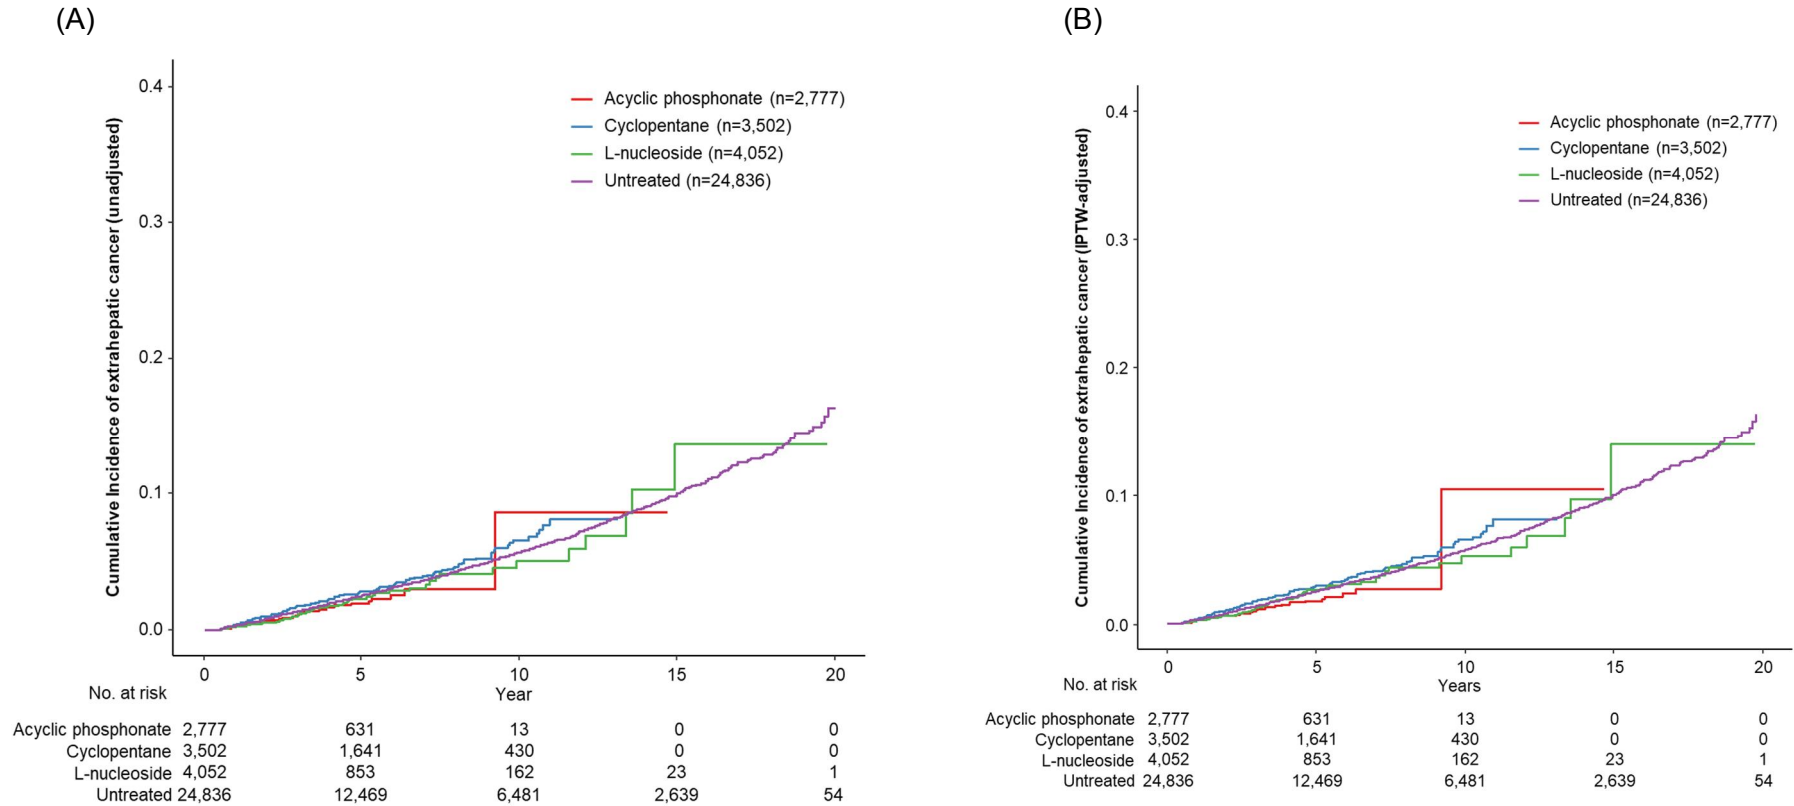 (A)
Cumulative Incidence of extrahepatic cancer (unadjusted)
0.4
0.3
0.2
0.1
0.0
Acyclic phosphonate (n=2,777)
Cyclopentane (n=3,502)
L-nucleoside (n=4,052)
Untreated (n=24,836)
0 5 10 15 20
Year
No. at risk
Acyclic phosphonate 2,777 631 13 0 0
Cyclopentane 3,502 1,641 430 0 0
L-nucleoside 4,052 853 162 23 1
Untreated 24,836 12,469 6,481 2,639 54
(B)
Cumulative Incidence of extrahepatic cancer (IPTW-adjusted)
0.4
0.3
0.2
0.1
0.0
Acyclic phosphonate (n=2,777)
Cyclopentane (n=3,502)
L-nucleoside (n=4,052)
Untreated (n=24,836)
0 5 10 15 20
Years
No. at risk
Acyclic phosphonate 2,777 631 13 0 0
Cyclopentane 3,502 1,641 430 0 0
L-nucleoside 4,052 853 162 23 1
Untreated 24,836 12,469 6,481 2,639 54